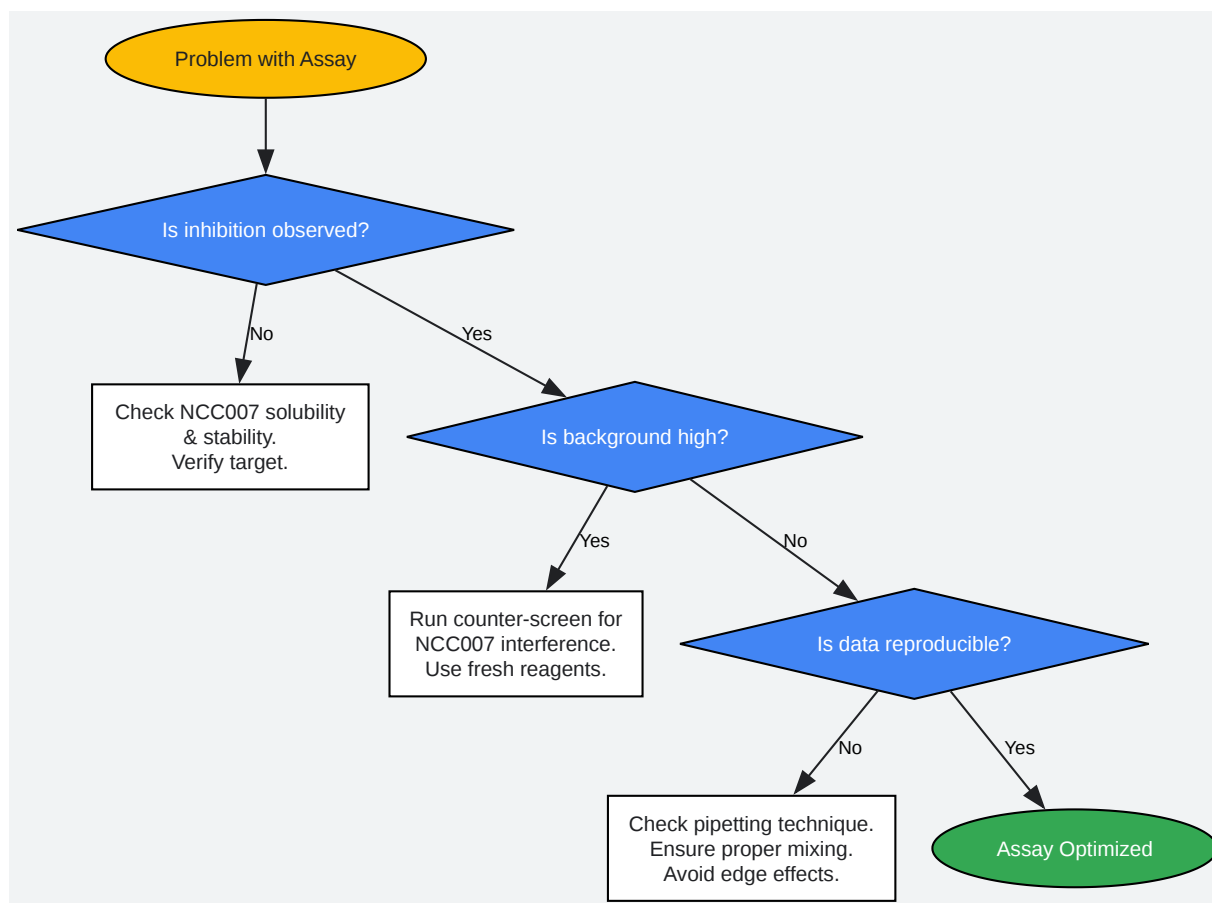 Problem with Assay
Is inhibition observed?
No
Yes
Check NCC007 solubility
& stability.
Verify target.
Is background high?
Yes
No
Run counter-screen for
NCC007 interference.
Use fresh reagents.
Is data reproducible?
No
Yes
Check pipetting technique.
Ensure proper mixing.
Avoid edge effects.
Assay Optimized